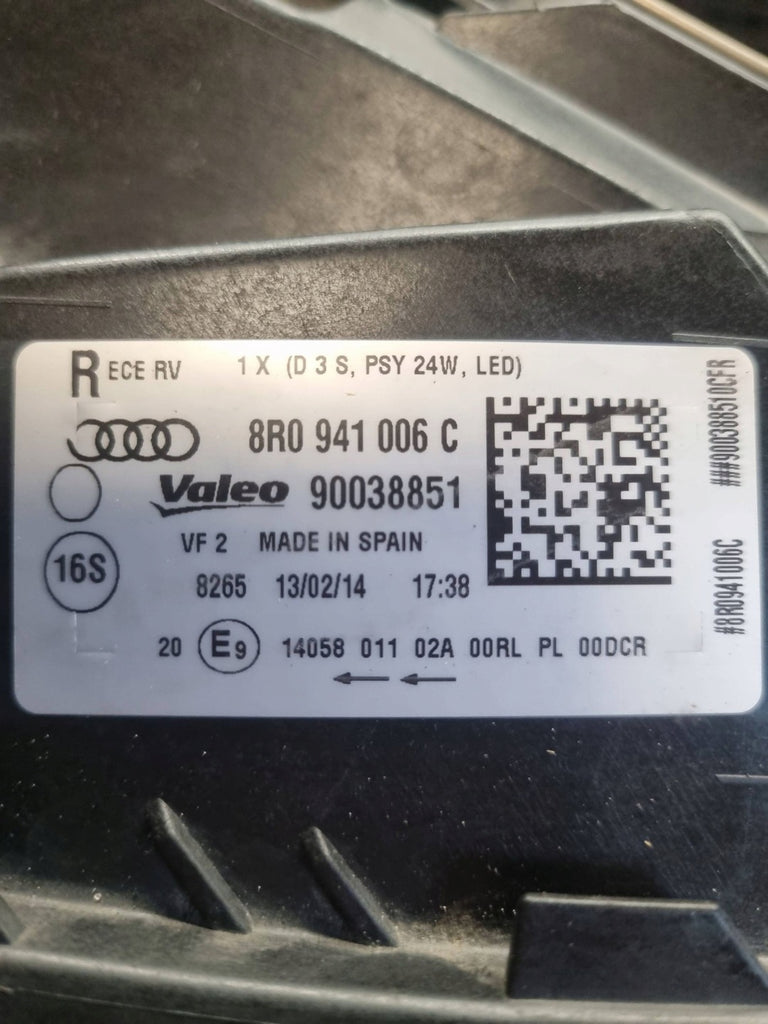 R ECE RV 1 X (D 3 S, PSY 24W, LED)
8R0 941 006 C
Valeo 90038851
VF 2 MADE IN SPAIN
16S
8265 13/02/14 17:38
20 E9 14058 011 02A 00RL PL 00DCR
###900388510CFR
#8R0941006C